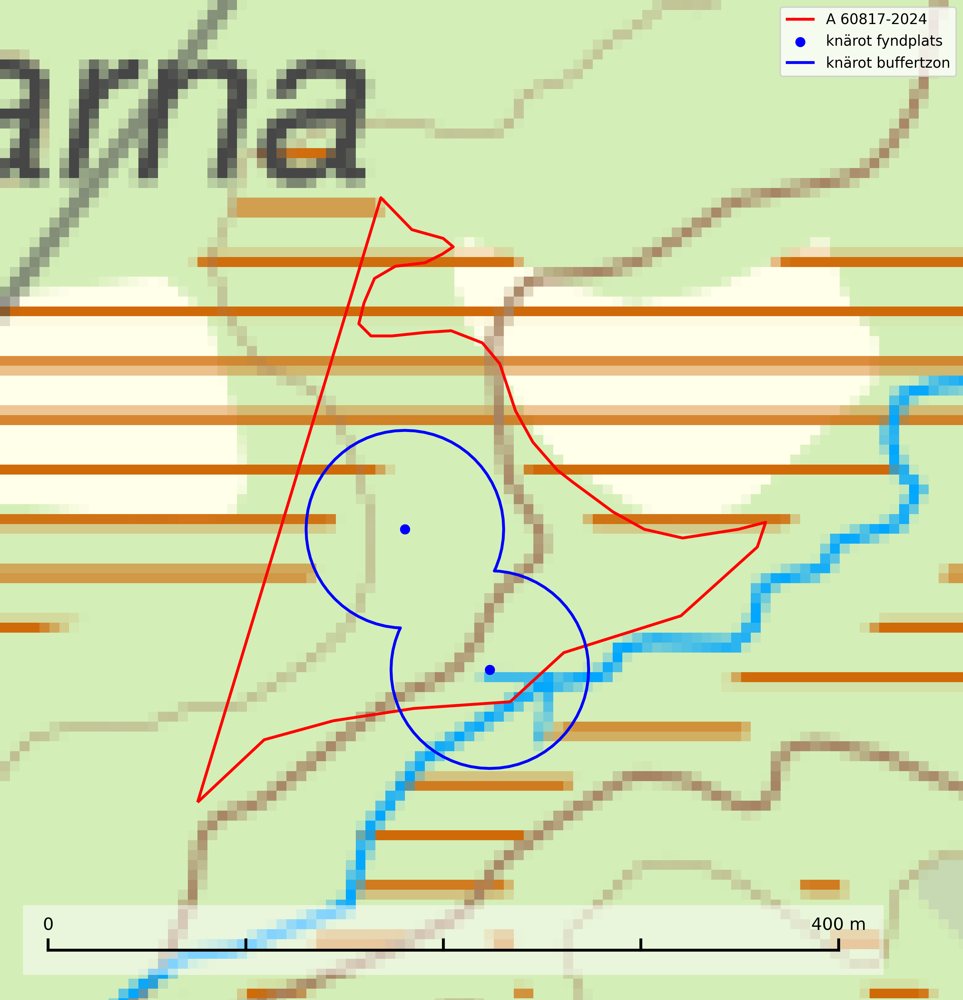 A 60817-2024
knärot fyndplats
knärot buffertzon
arna
0
400 m